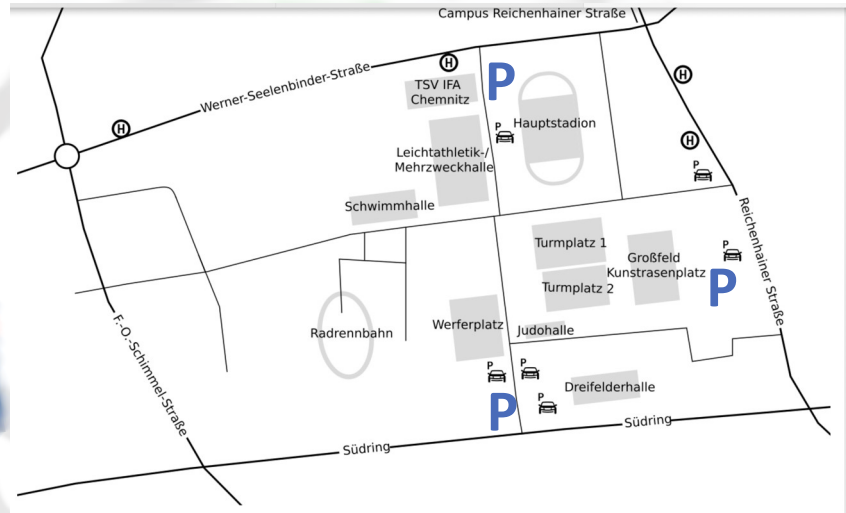 Campus Reichenhainer Straße
H
Werner-Seelenbinder-Straße
TSV IFA
Chemnitz
P
H
H
P
Hauptstadion
H
Leichtathletik-/
Mehrzweckhalle
P
Schwimmhalle
Reichenhainer Straße
Turmplatz 1
Großfeld
Kunstrasenplatz
P
P
Turmplatz 2
F.-O.-Schimmel-Straße
Radrennbahn
Werferplatz
Judohalle
P
P
P
P
Dreifelderhalle
Südring
Südring